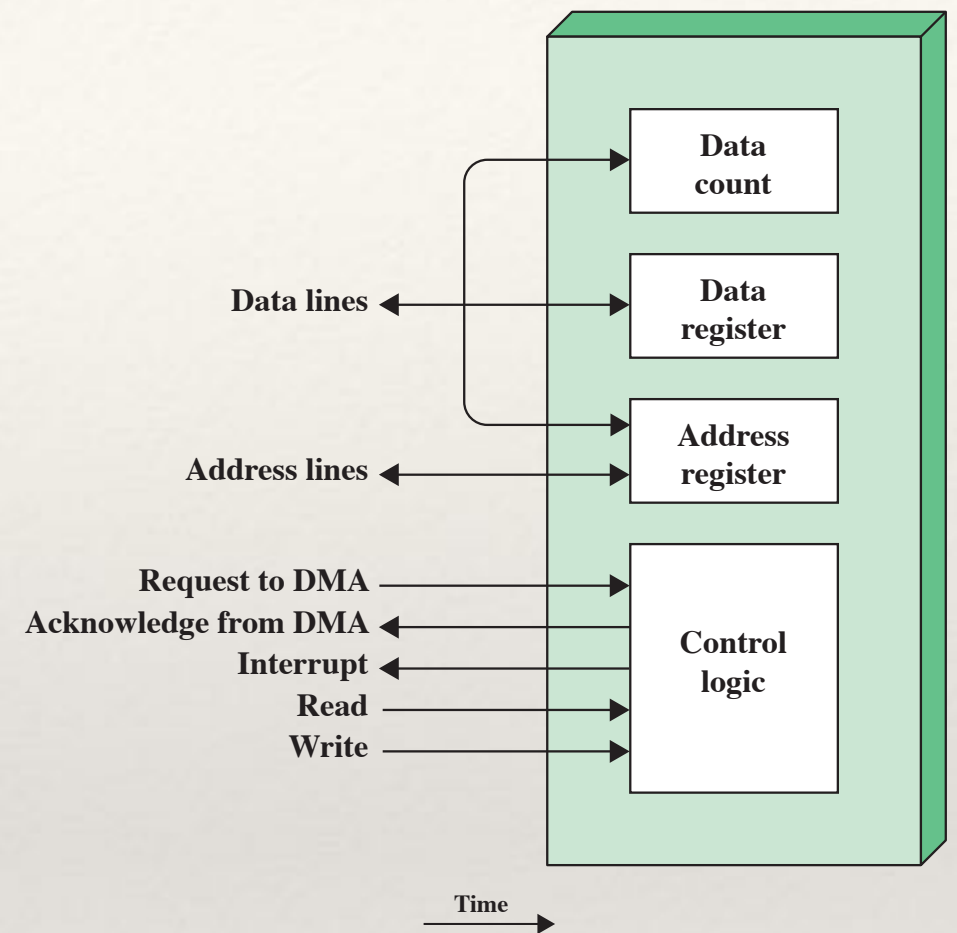 Data
count
Data lines
Data
register
Address lines
Address
register
Request to DMA
Acknowledge from DMA
Interrupt
Read
Write
Control
logic
Time